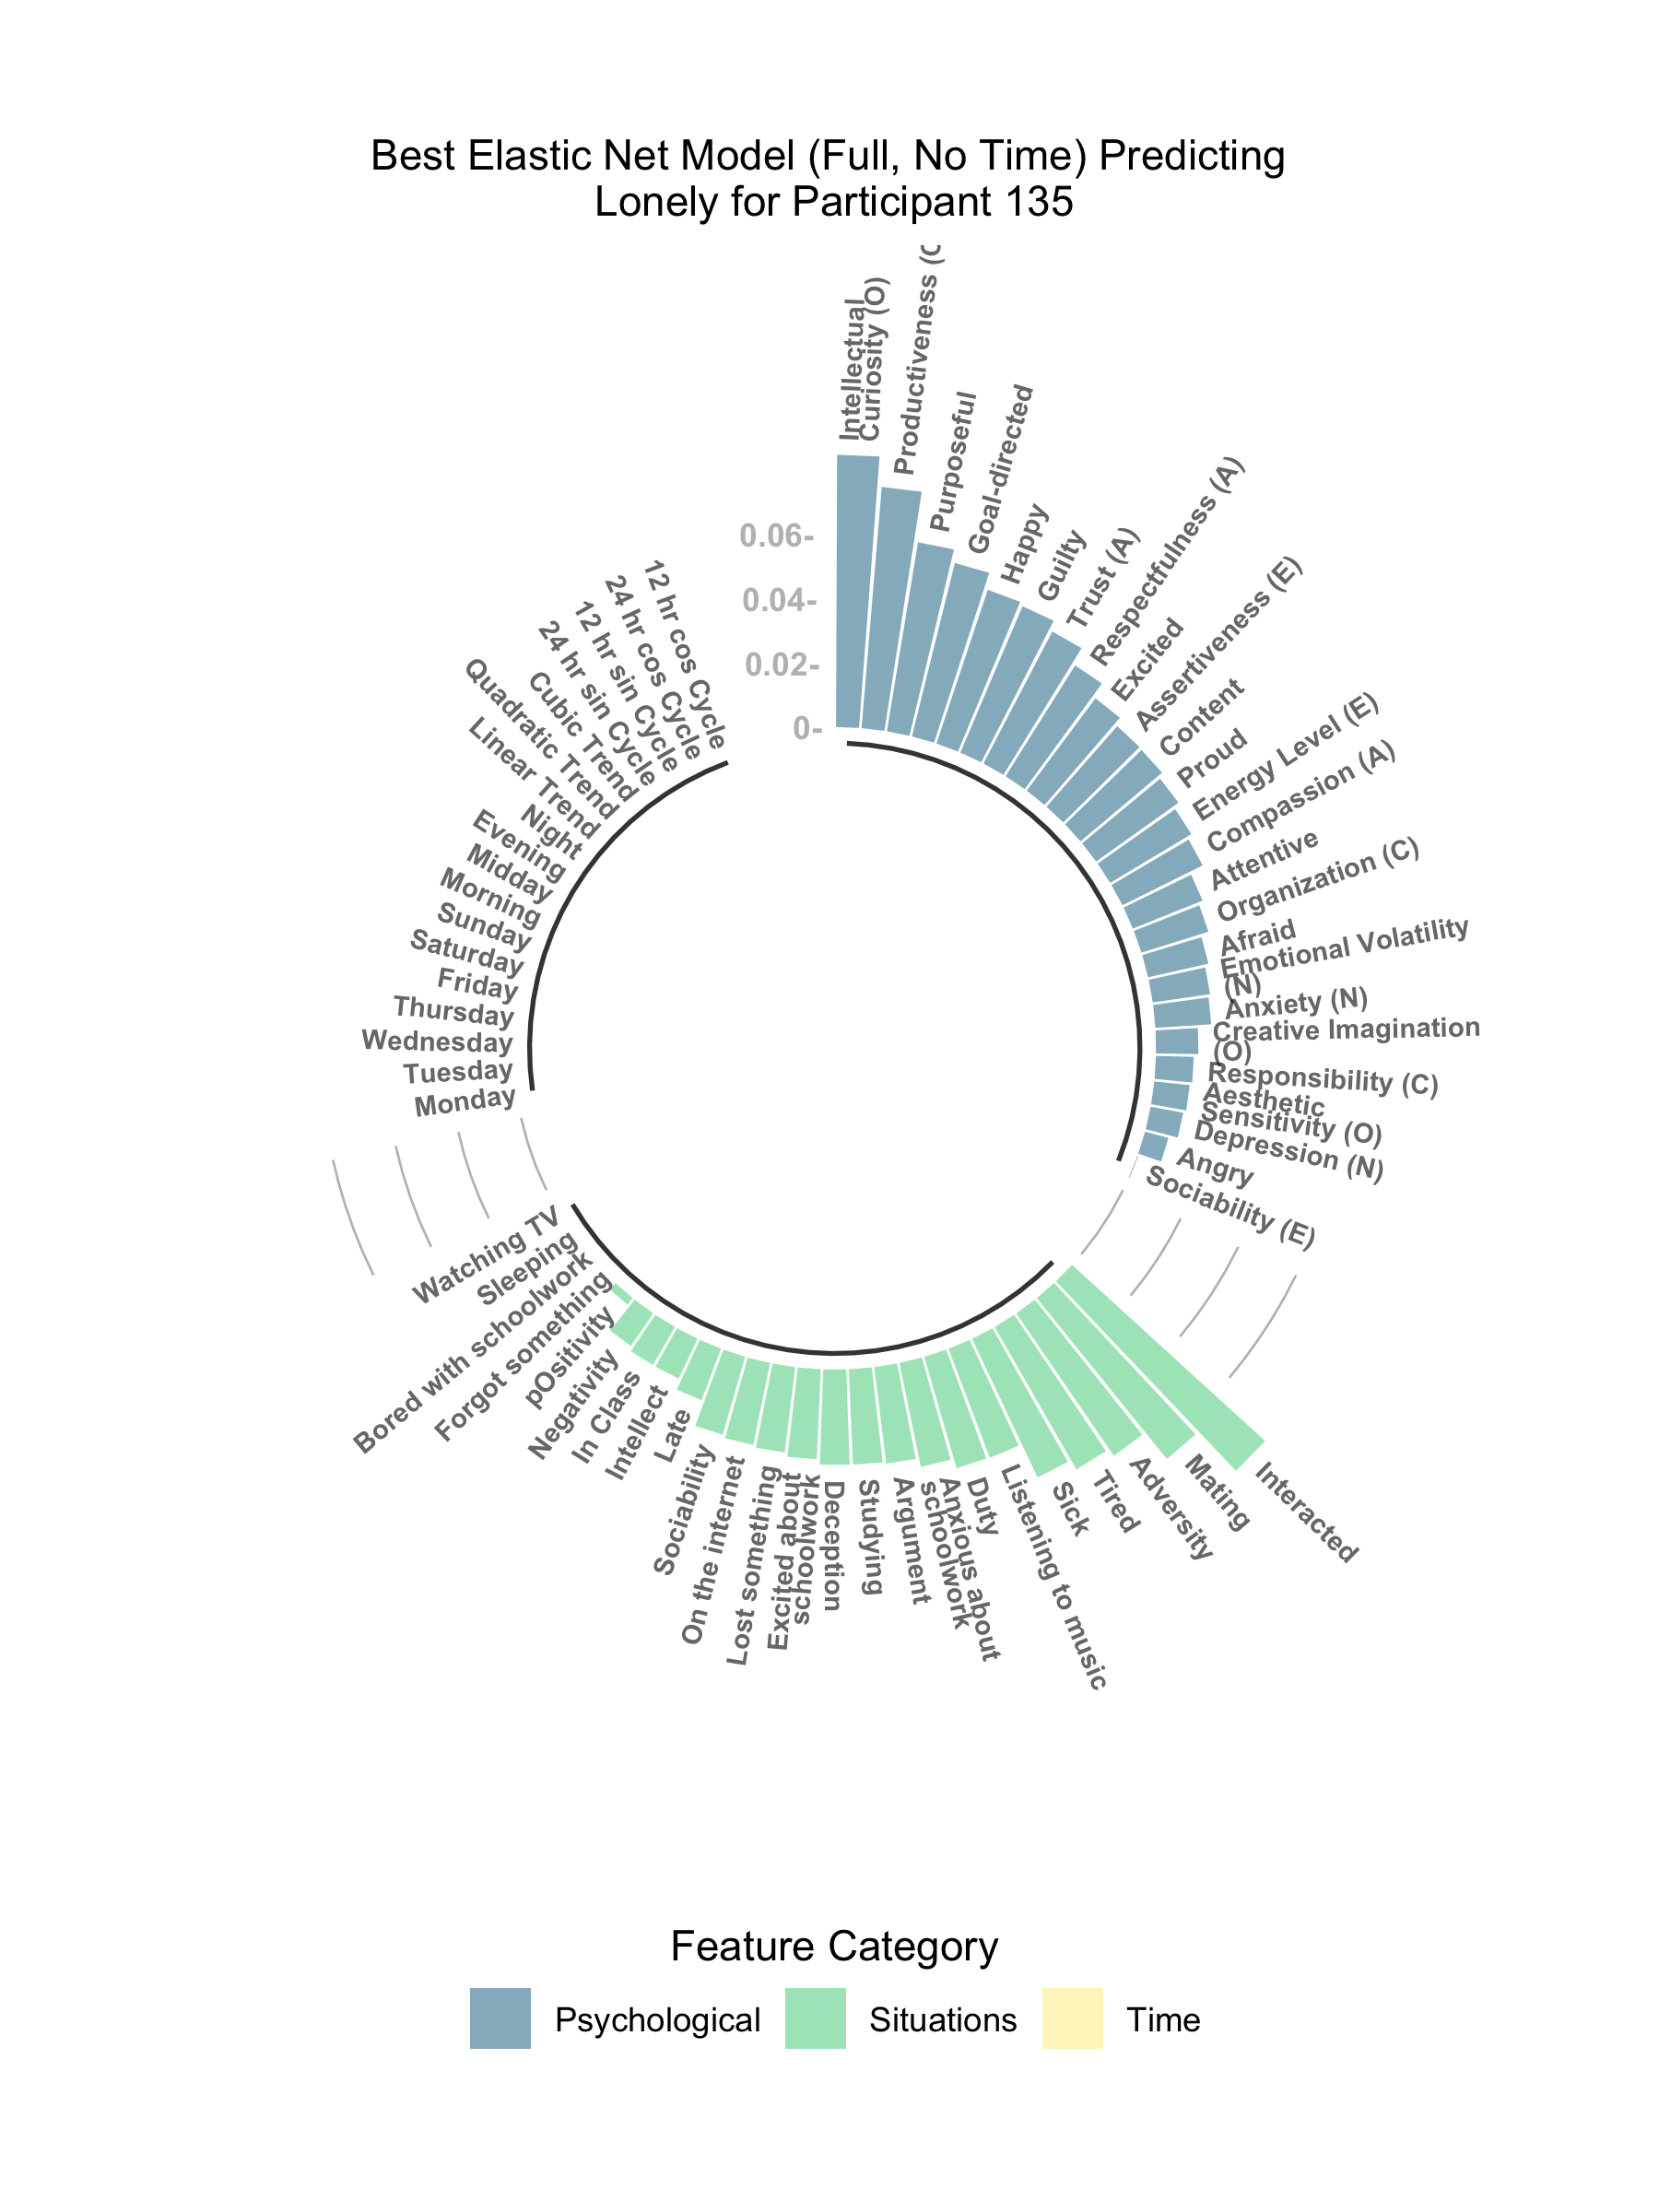 Best Elastic Net Model (Full, No Time) Predicting
Lonely for Participant 135
0.06-
0.04-
0.02-
0-
Intellectual
Curiosity (O)
Productiveness (C
Purposeful
Goal-directed
Happy
Guilty
Trust (A)
Respectfulness (A)
Excited
Assertiveness (E)
Content
Proud
Energy Level (E)
Compassion (A)
Attentive
Organization (C)
Afraid
Emotional Volatility
(N)
Anxiety (N)
Creative Imagination
(O)
Responsibility (C)
Aesthetic
Sensitivity (O)
Depression (N)
Angry
Sociability (E)
Interacted
Mating
Adversity
Tired
Sick
Listening to music
Duty
Anxious about
schoolwork
Argument
Studying
Deception
Excited about
schoolwork
Lost something
On the internet
Sociability
Late
Intellect
In Class
Negativity
pOsitivity
Forgot something
Bored with schoolwork
Sleeping
Watching TV
Monday
Tuesday
Wednesday
Thursday
Friday
Saturday
Sunday
Morning
Midday
Evening
Night
Linear Trend
Quadratic Trend
Cubic Trend
24 hr sin Cycle
12 hr sin Cycle
24 hr cos Cycle
12 hr cos Cycle
Feature Category
Psychological
Situations
Time